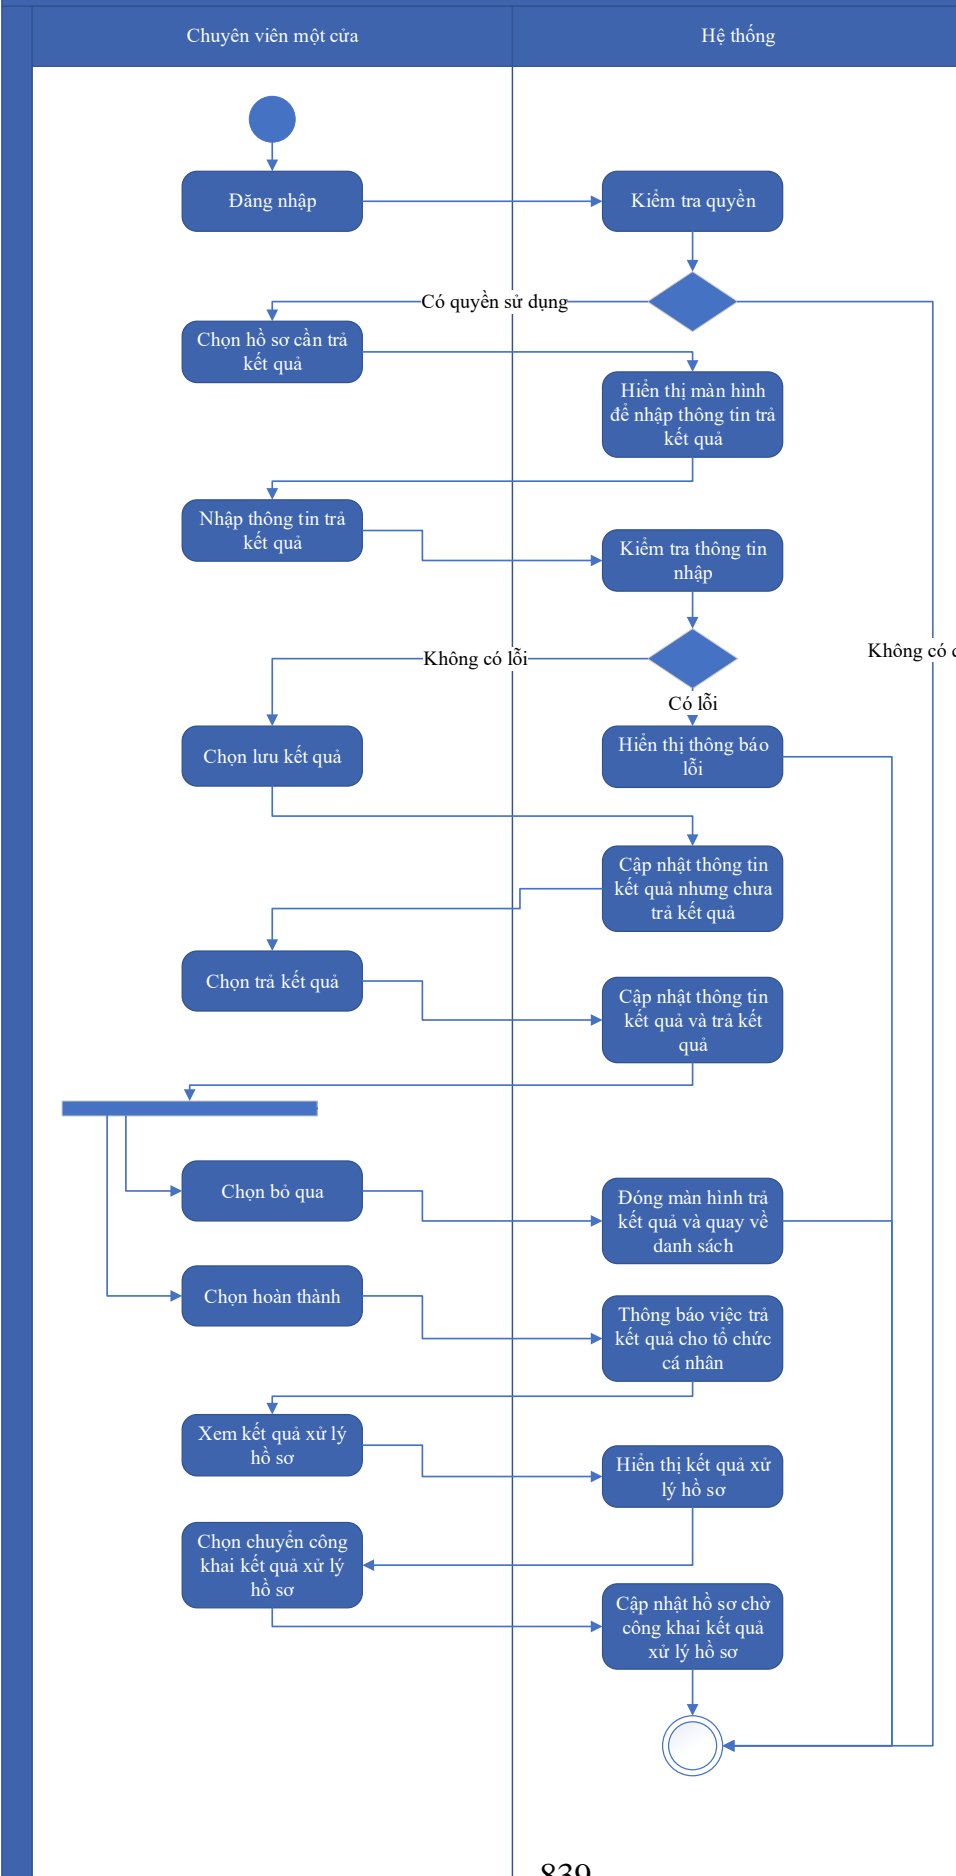 Chuyên viên một cửa
Hệ thống
Đăng nhập
Kiểm tra quyền
Có quyền sử dụng
Chọn hồ sơ cần trả
kết quả
Hiển thị màn hình
để nhập thông tin trả
kết quả
Nhập thông tin trả
kết quả
Kiểm tra thông tin
nhập
Không có
Không có lỗi
Có lỗi
Chọn lưu kết quả
Hiển thị thông báo
lỗi
Cập nhật thông tin
kết quả nhưng chưa
trả kết quả
Chọn trả kết quả
Cập nhật thông tin
kết quả và trả kết
quả
Chọn bỏ qua
Đóng màn hình trả
kết quả và quay về
danh sách
Chọn hoàn thành
Thông báo việc trả
kết quả cho tổ chức
cá nhân
Xem kết quả xử lý
hồ sơ
Hiển thị kết quả xử
lý hồ sơ
Chọn chuyển công
khai kết quả xử lý
hồ sơ
Cập nhật hồ sơ chờ
công khai kết quả
xử lý hồ sơ
839